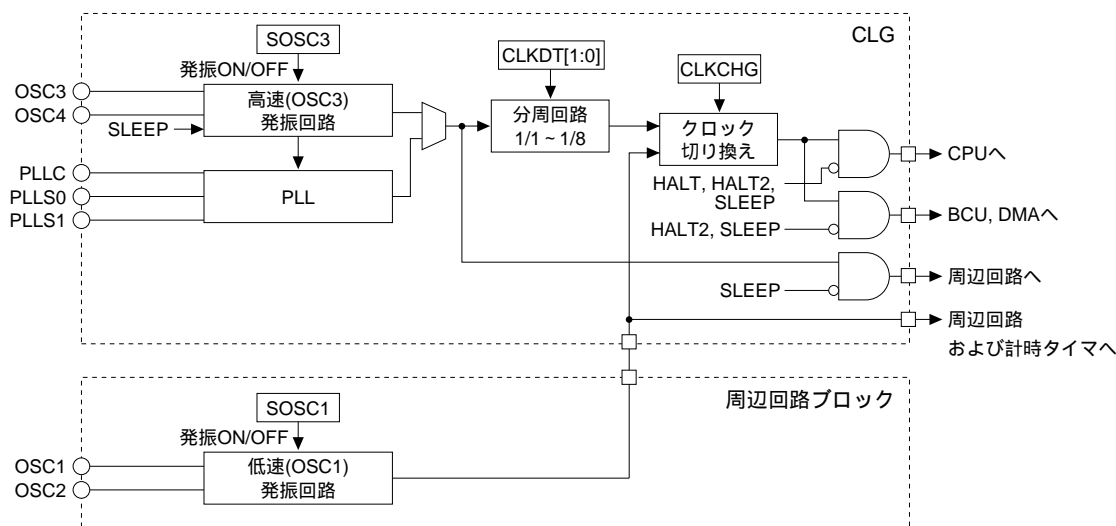 CLG
SOSC3
発振ON/OFF
OSC3
OSC4
SLEEP
高速(OSC3)
発振回路
CLKDT[1:0]
分周回路
1/1 ~ 1/8
CLKCHG
クロック
切り換え
PLLC
PLLS0
PLLS1
PLL
HALT, HALT2,
SLEEP
CPUへ
HALT2, SLEEP
BCU, DMAへ
SLEEP
周辺回路へ
周辺回路
および計時タイマへ
周辺回路ブロック
SOSC1
発振ON/OFF
OSC1
OSC2
低速(OSC1)
発振回路